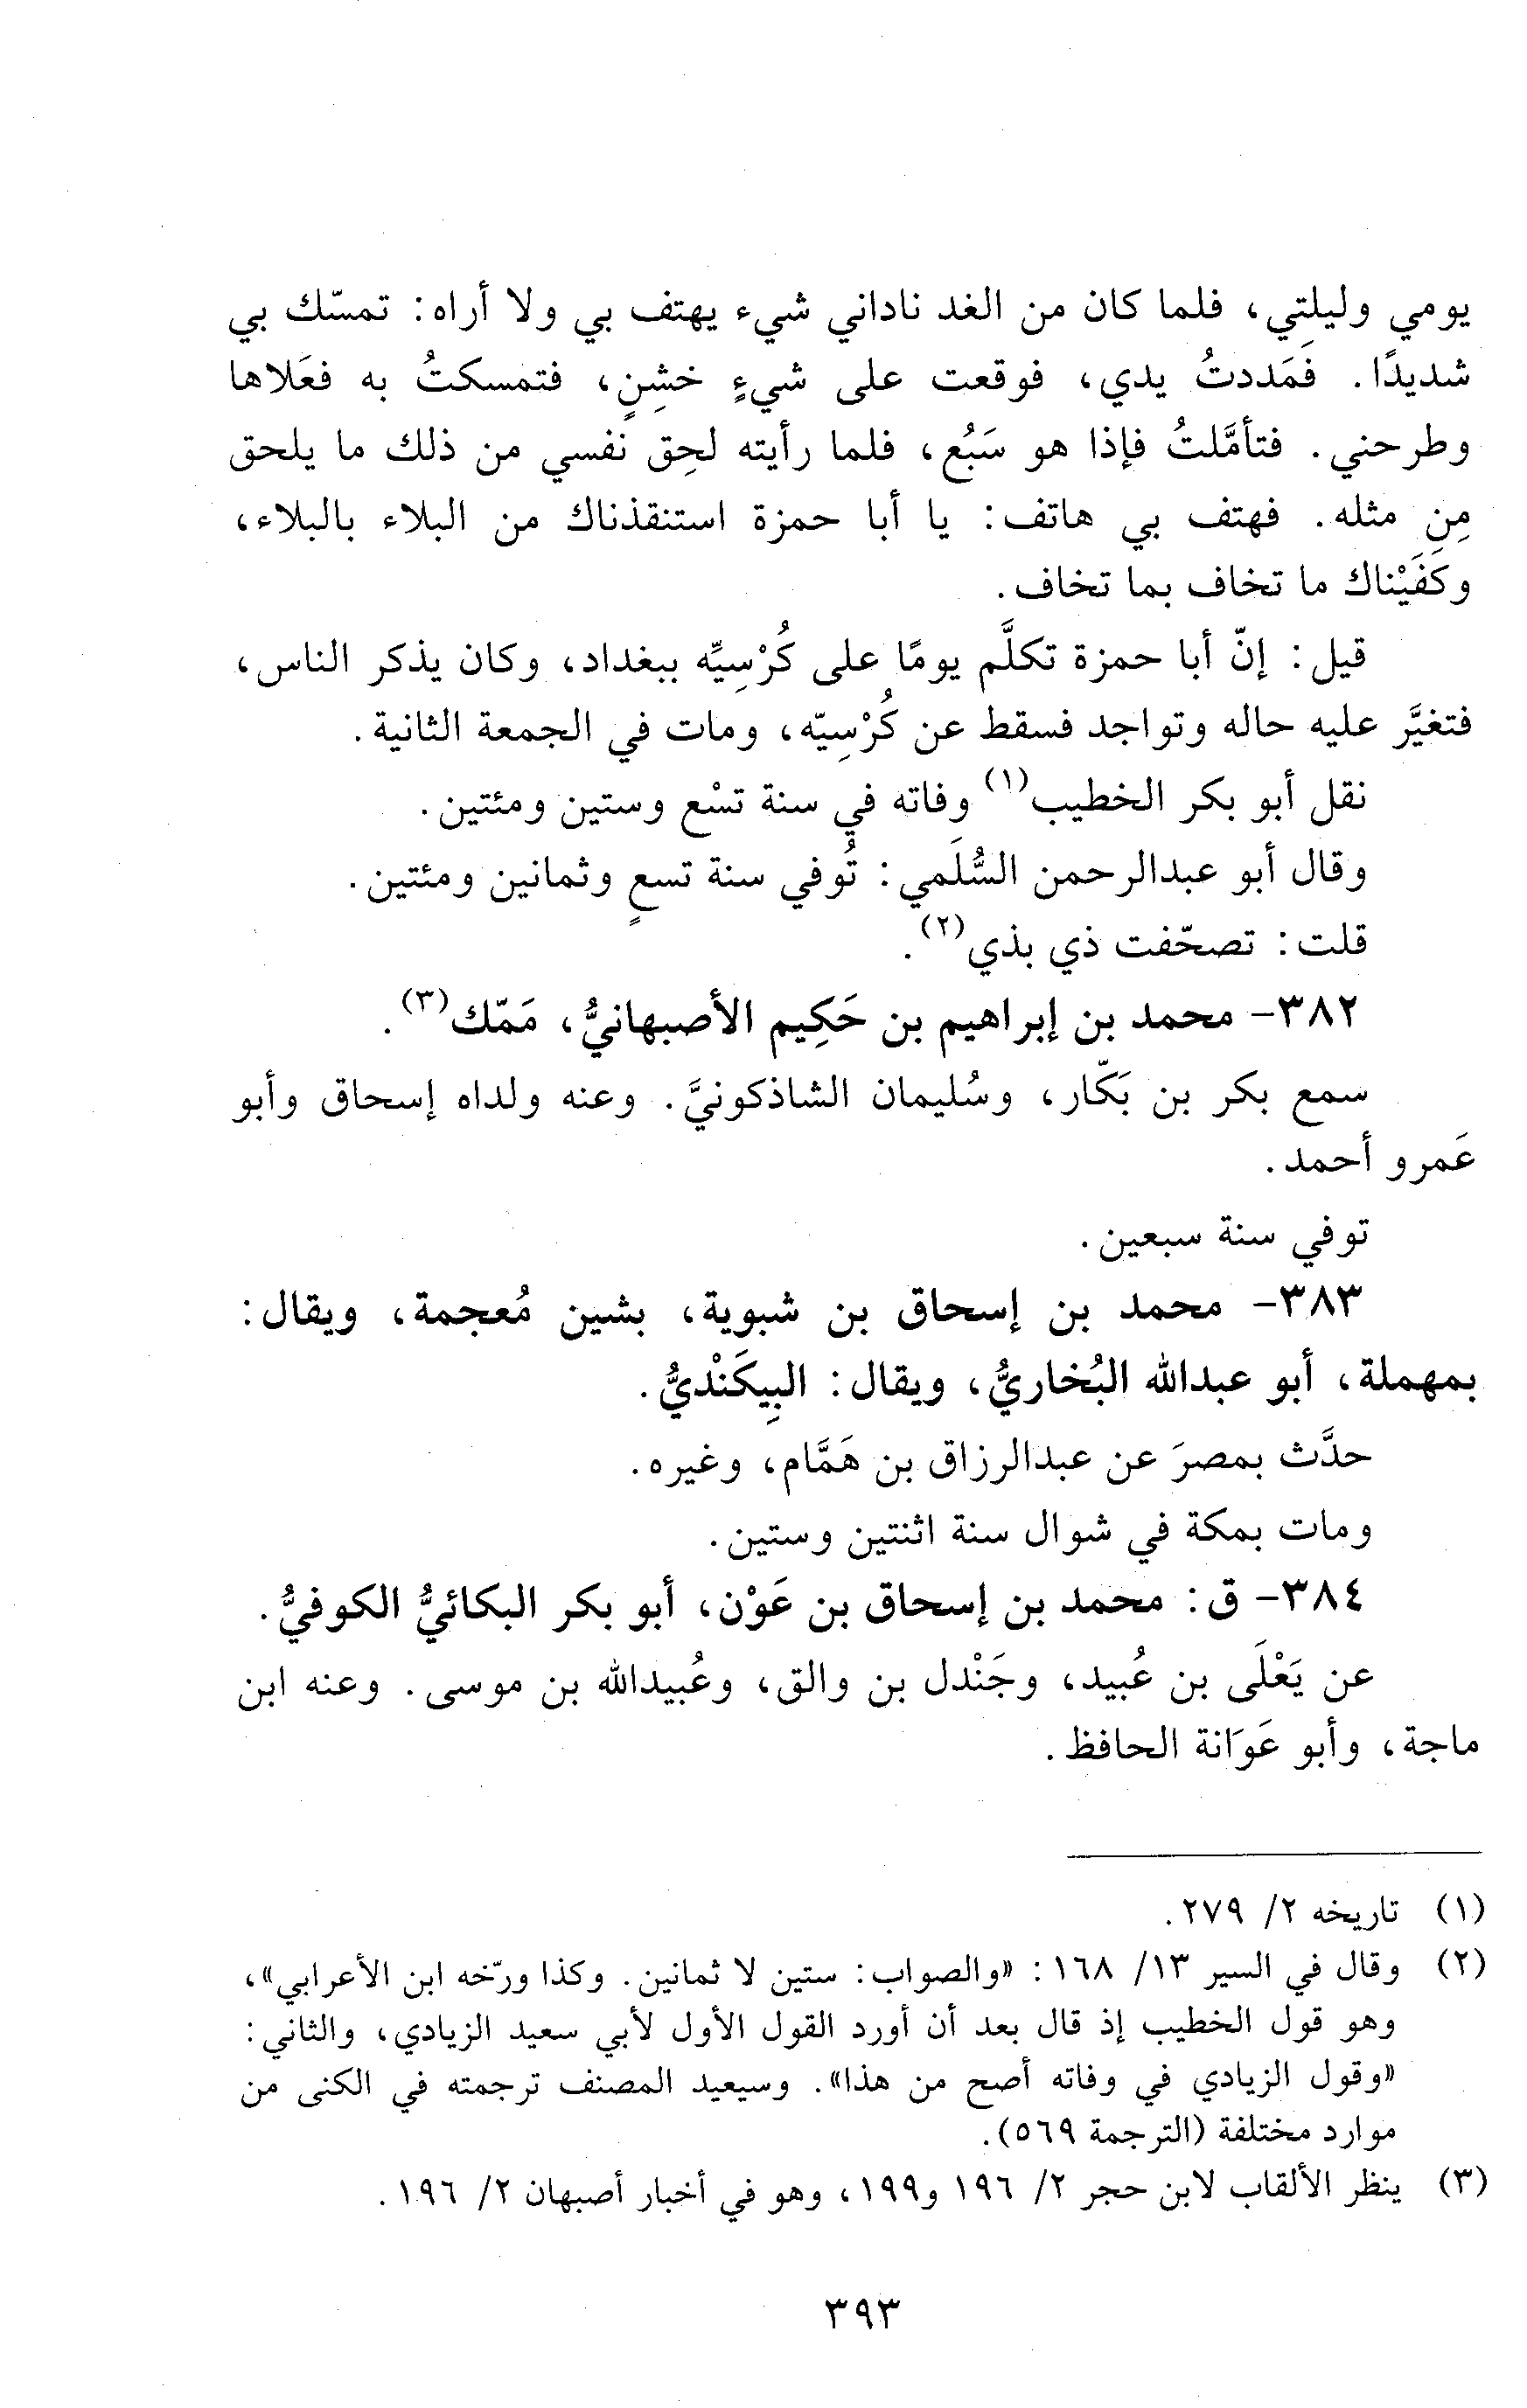 يومي وليلتي، فلما كان من الغد ناداني شيء يهتف بي ولا أراه: تمسّك بي
شديدًا. فَمَددتُ يدي، فوقعت على شيءٍ خشِنٍ، فتمسكتُ به فعَلاها
وطرحني. فتأمَّلتُ فإذا هو سَبُع، فلما رأيته لحِق نفسي من ذلك ما يلحق
مِن مثله. فهتف بي هاتف: يا أبا حمزة استنقذناك من البلاء بالبلاء،
وكَفَيْناك ما تخاف بما تخاف.
قيل: إنّ أبا حمزة تكلَّم يومًا على كُرْسِيِّه ببغداد، وكان يذكر الناس،
فتغيَّر عليه حاله وتواجد فسقط عن كُرْسِيّه، ومات في الجمعة الثانية.
نقل أبو بكر الخطيب(١) وفاته في سنة تسْع وستين ومئتين.
وقال أبو عبدالرحمن السُّلَمي: تُوفي سنة تسعٍ وثمانين ومئتين.
قلت: تصحّفت ذي بذي(٢).
٣٨٢- محمد بن إبراهيم بن حَكِيم الأصبهانيُّ، مَمّك(٣).
سمع بكر بن بَكّار، وسُليمان الشاذكونيَّ. وعنه ولداه إسحاق وأبو
عَمرو أحمد.
توفي سنة سبعين.
٣٨٣- محمد بن إسحاق بن شبوية، بشين مُعجمة، ويقال:
بمهملة، أبو عبدالله البُخاريُّ، ويقال: البِيكَنْديُّ.
حدَّث بمصرَ عن عبدالرزاق بن هَمَّام، وغيره.
ومات بمكة في شوال سنة اثنتين وستين.
٣٨٤- ق: محمد بن إسحاق بن عَوْن، أبو بكر البكائيُّ الكوفيُّ.
عن يَعْلَى بن عُبيد، وجَنْدل بن والق، وعُبيدالله بن موسى. وعنه ابن
ماجة، وأبو عَوَانة الحافظ.
(١) تاريخه ٢/ ٢٧٩.
(٢) وقال في السير ١٣/ ١٦٨: «والصواب: ستين لا ثمانين. وكذا ورّخه ابن الأعرابي»،
وهو قول الخطيب إذ قال بعد أن أورد القول الأول لأبي سعيد الزيادي، والثاني:
«وقول الزيادي في وفاته أصح من هذا». وسيعيد المصنف ترجمته في الكنى من
موارد مختلفة (الترجمة ٥٦٩).
(٣) ينظر الألقاب لابن حجر ٢/ ١٩٦ و١٩٩، وهو في أخبار أصبهان ٢/ ١٩٦.
٣٩٣